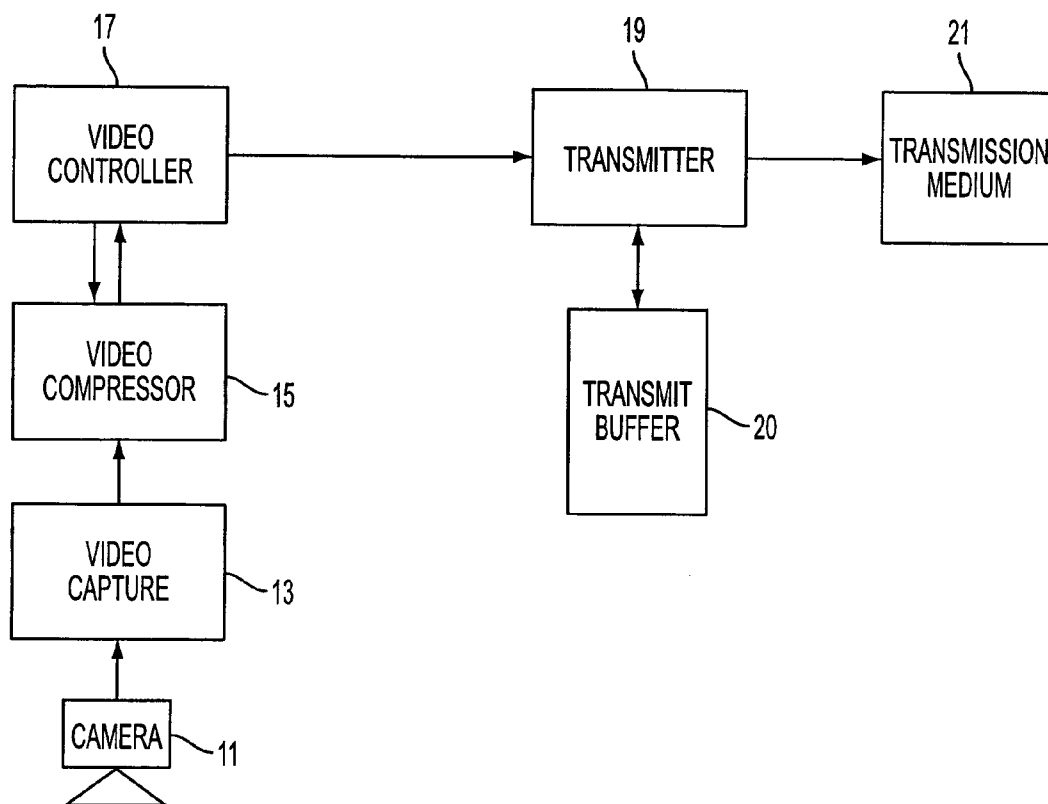 17
19
21
VIDEO
CONTROLLER
TRANSMITTER
TRANSMISSION
MEDIUM
VIDEO
COMPRESSOR
15
TRANSMIT
BUFFER
20
VIDEO
CAPTURE
13
CAMERA
11